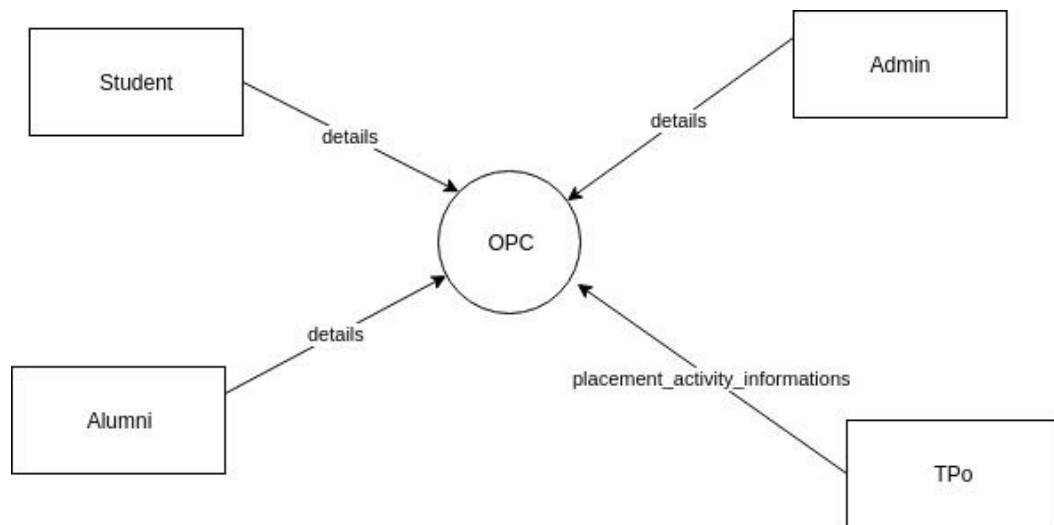 Admin
Student
details
details
OPC
details
placement_activity_informations
Alumni
TPo